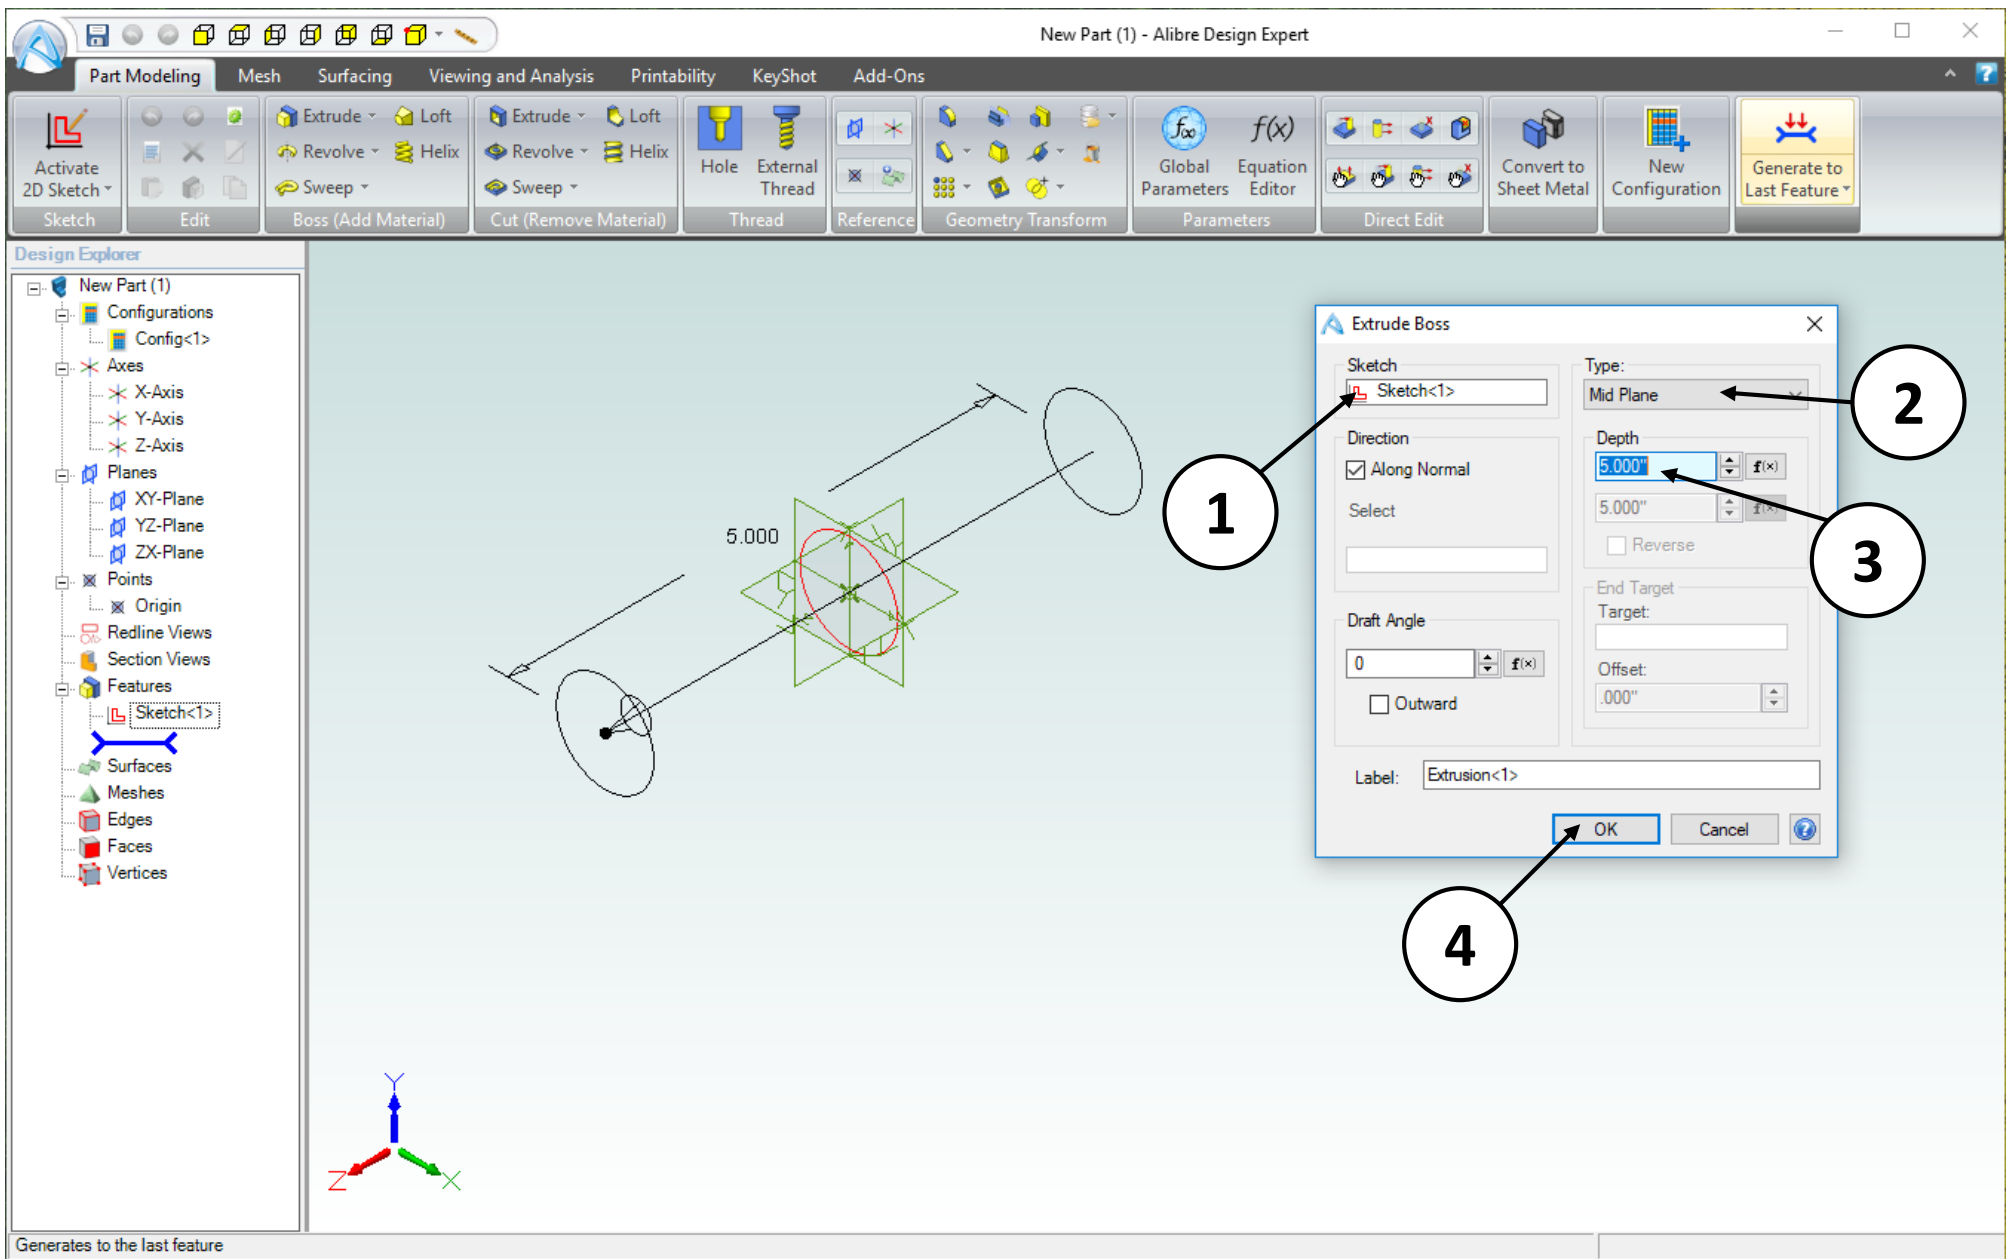 New Part (1) - Alibre Design Expert
Part Modeling Mesh Surfacing Viewing and Analysis Printability KeyShot Add-Ons
Activate
2D Sketch
Sketch
Edit
Extrude Loft
Revolve Helix
Sweep
Boss (Add Material)
Extrude Loft
Revolve Helix
Sweep
Cut (Remove Material)
Hole External
Thread
Thread
Reference
Geometry Transform
f∞ f(x)
Global Equation
Parameters Editor
Parameters
Direct Edit
Convert to
Sheet Metal
New
Configuration
Generate to
Last Feature
Design Explorer
New Part (1)
Configurations
Config<1>
Axes
X-Axis
Y-Axis
Z-Axis
Planes
XY-Plane
YZ-Plane
ZX-Plane
Points
Origin
Redline Views
Section Views
Features
Sketch<1>
Surfaces
Meshes
Edges
Faces
Vertices
5.000
Y
Z
X
Extrude Boss
Sketch
Sketch<1>
Direction
Along Normal
Select
Draft Angle
0 f(x)
Outward
Type:
Mid Plane
Depth
5.000" f(x)
5.000" f(x)
Reverse
End Target
Target:
Offset:
.000"
Label: Extrusion<1>
OK Cancel
1
2
3
4
Generates to the last feature